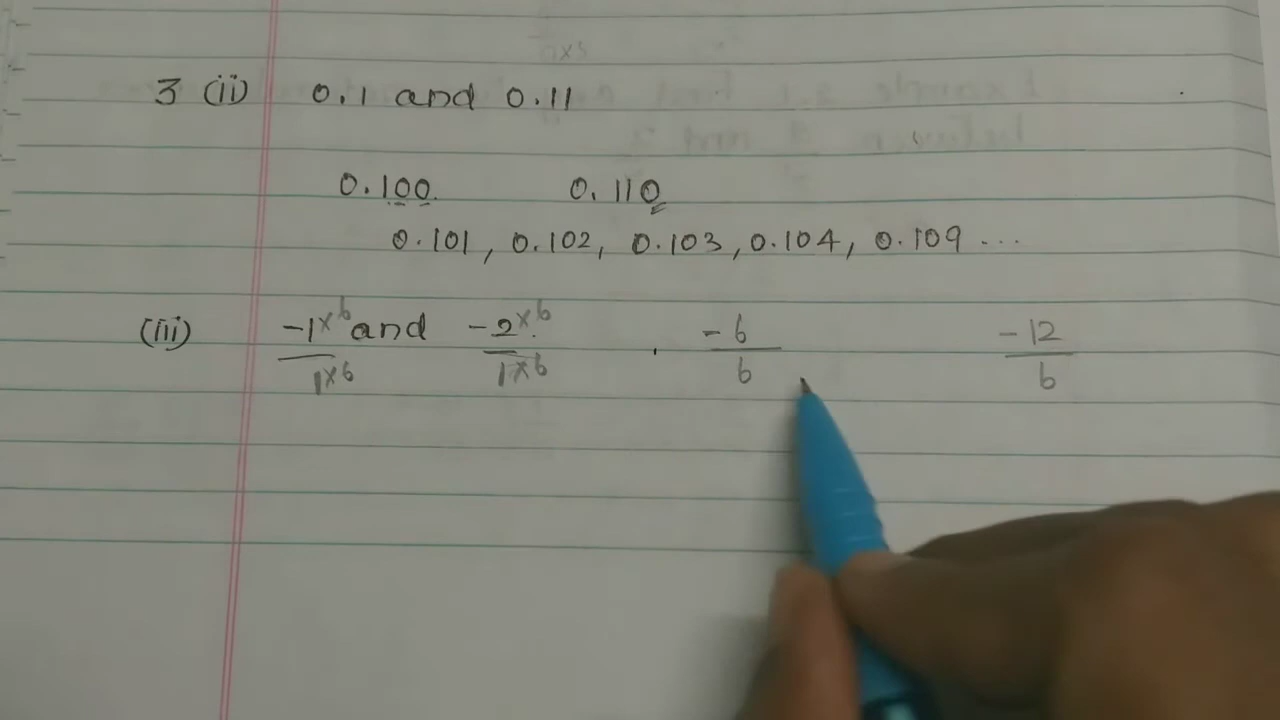 3 (ii) 0.1 and 0.11
0.100 0.110
0.101, 0.102, 0.103, 0.104, 0.109 ...
(iii) -1×6 and -2×6 -6 -12
1×6 1×6 6 6